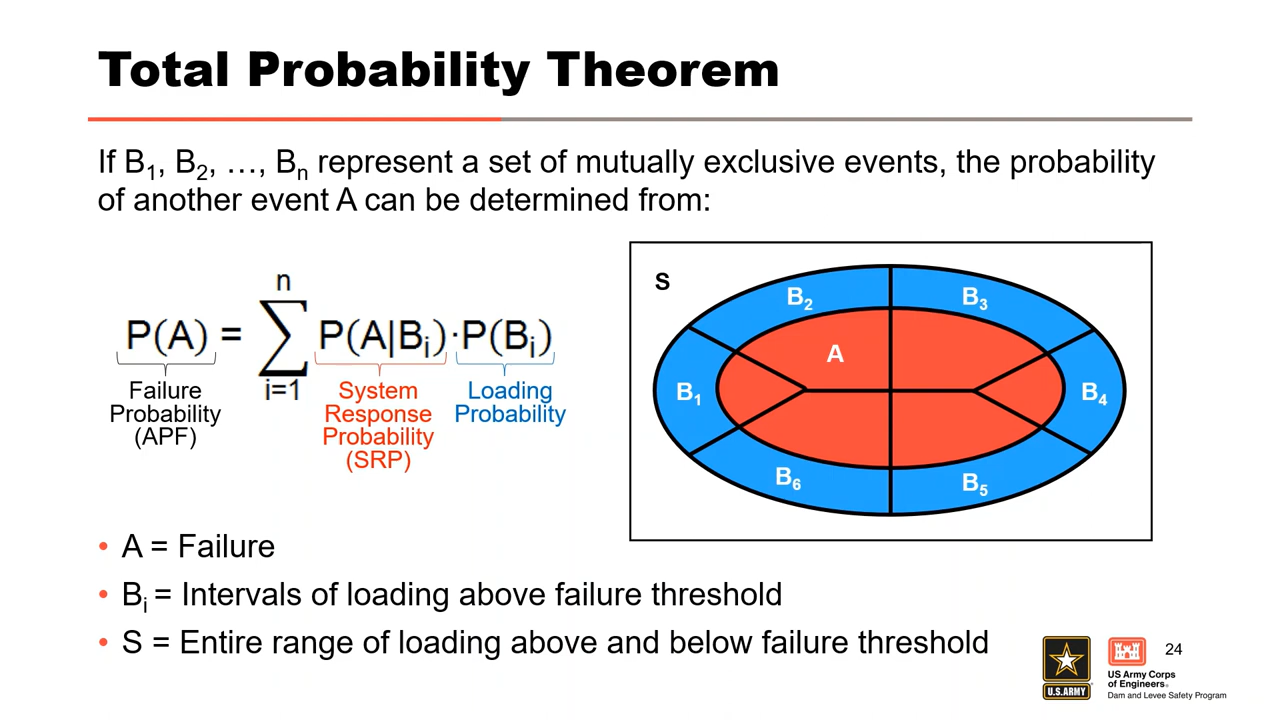 Total Probability Theorem
If B1, B2, …, Bn represent a set of mutually exclusive events, the probability
of another event A can be determined from:
n
P(A) = ∑ P(A|Bi)·P(Bi)
i=1
Failure
Probability
(APF)
System
Response
Probability
(SRP)
Loading
Probability
S
B2
B3
A
B1
B4
B6
B5
• A = Failure
• Bi = Intervals of loading above failure threshold
• S = Entire range of loading above and below failure threshold
U.S.ARMY
US Army Corps
of Engineers®
Dam and Levee Safety Program
24